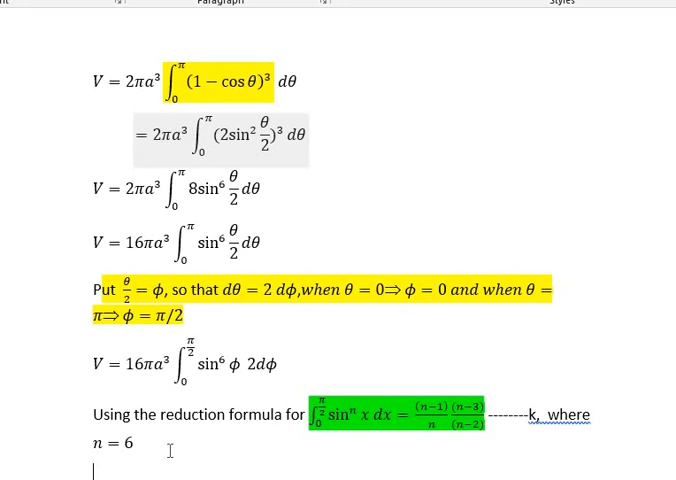 Paragraph
Styles
V = 2πa³ ∫₀^π (1 − cos θ)³ dθ
= 2πa³ ∫₀^π (2sin² θ/2)³ dθ
V = 2πa³ ∫₀^π 8sin⁶ θ/2 dθ
V = 16πa³ ∫₀^π sin⁶ θ/2 dθ
Put θ/2 = ϕ, so that dθ = 2 dϕ,when θ = 0⟹ ϕ = 0 and when θ =
π⟹ ϕ = π/2
V = 16πa³ ∫₀^(π/2) sin⁶ ϕ 2dϕ
Using the reduction formula for ∫₀^(π/2) sinⁿ x dx = (n−1)/n (n−3)/(n−2) --------k, where
n = 6